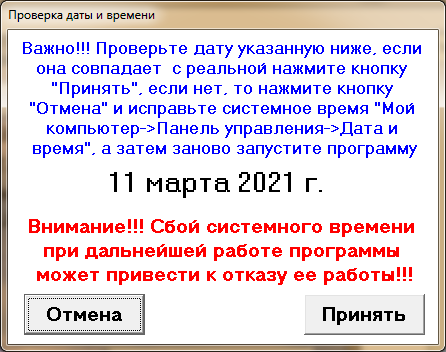 Проверка даты и времени
Важно!!! Проверьте дату указанную ниже, если
она совпадает с реальной нажмите кнопку
"Принять", если нет, то нажмите кнопку
"Отмена" и исправьте системное время "Мой
компьютер->Панель управления->Дата и
время", а затем заново запустите программу
11 марта 2021 г.
Внимание!!! Сбой системного времени
при дальнейшей работе программы
может привести к отказу ее работы!!!
Отмена
Принять